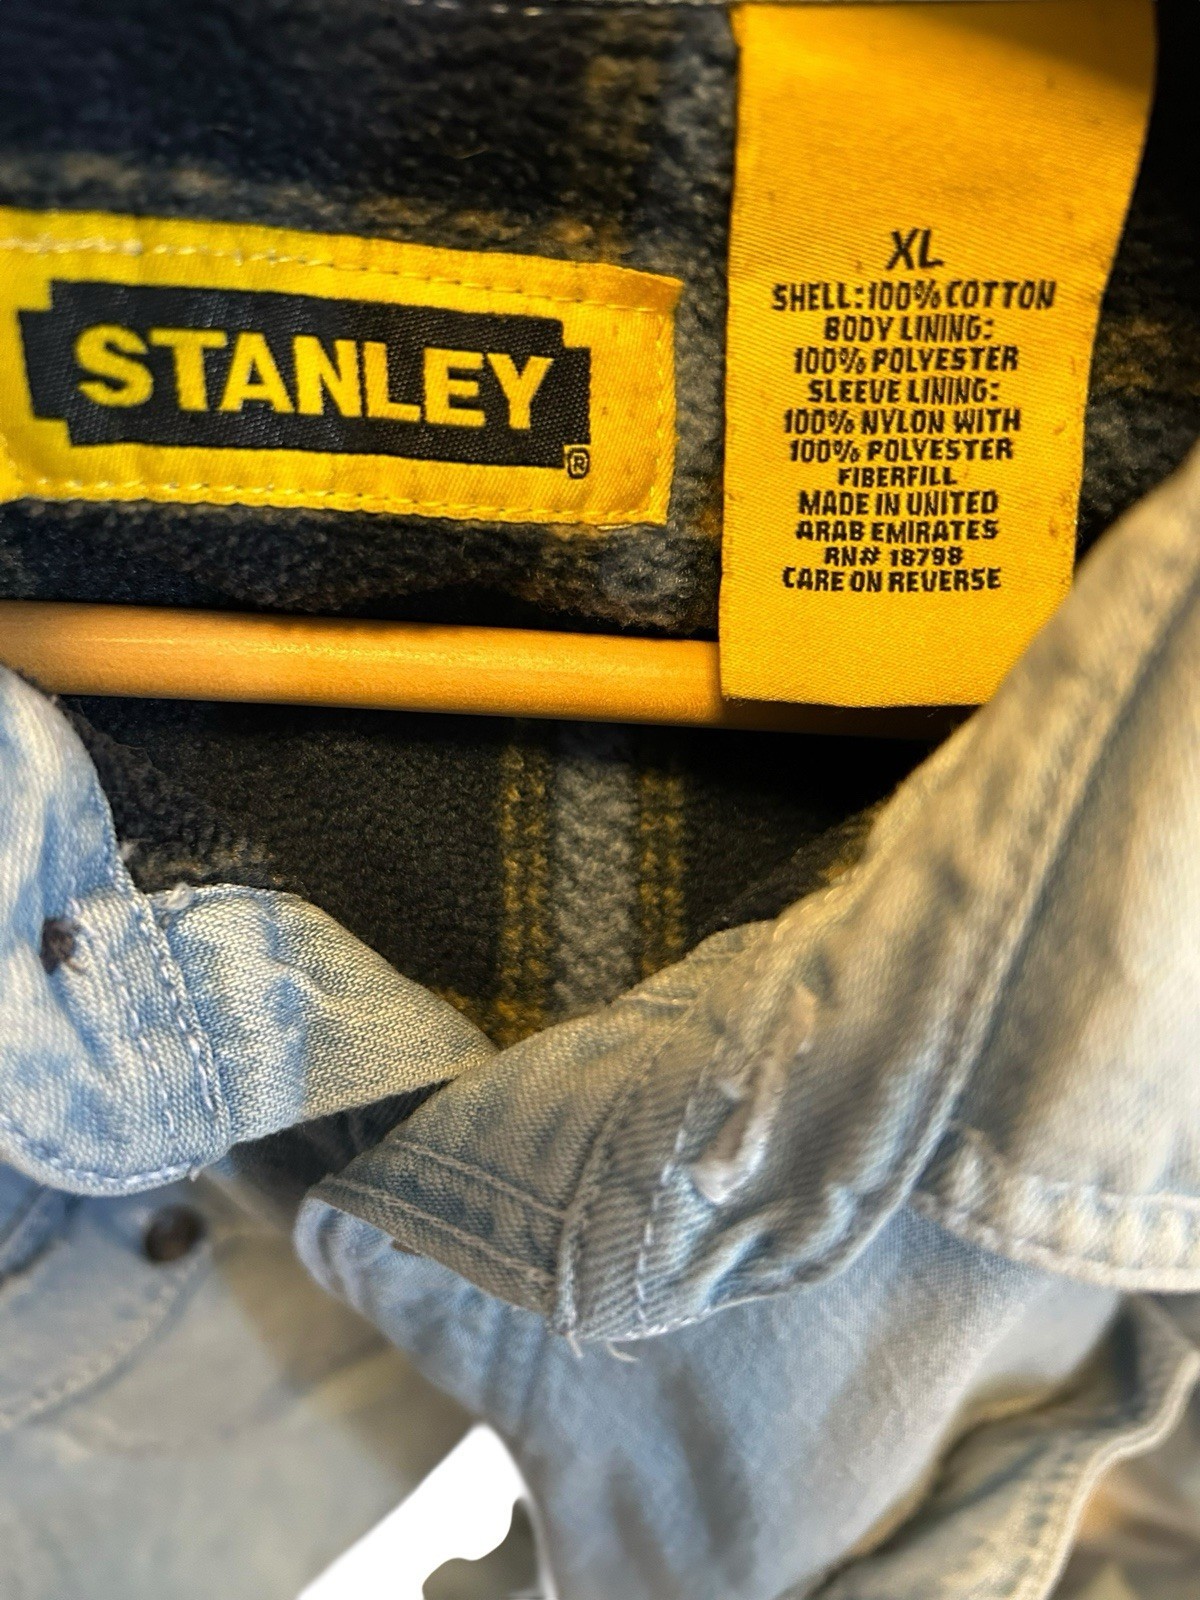 STANLEY
®
XL
SHELL:100% COTTON
BODY LINING:
100% POLYESTER
SLEEVE LINING:
100% NYLON WITH
100% POLYESTER
FIBERFILL
MADE IN UNITED
ARAB EMIRATES
RN# 18798
CARE ON REVERSE